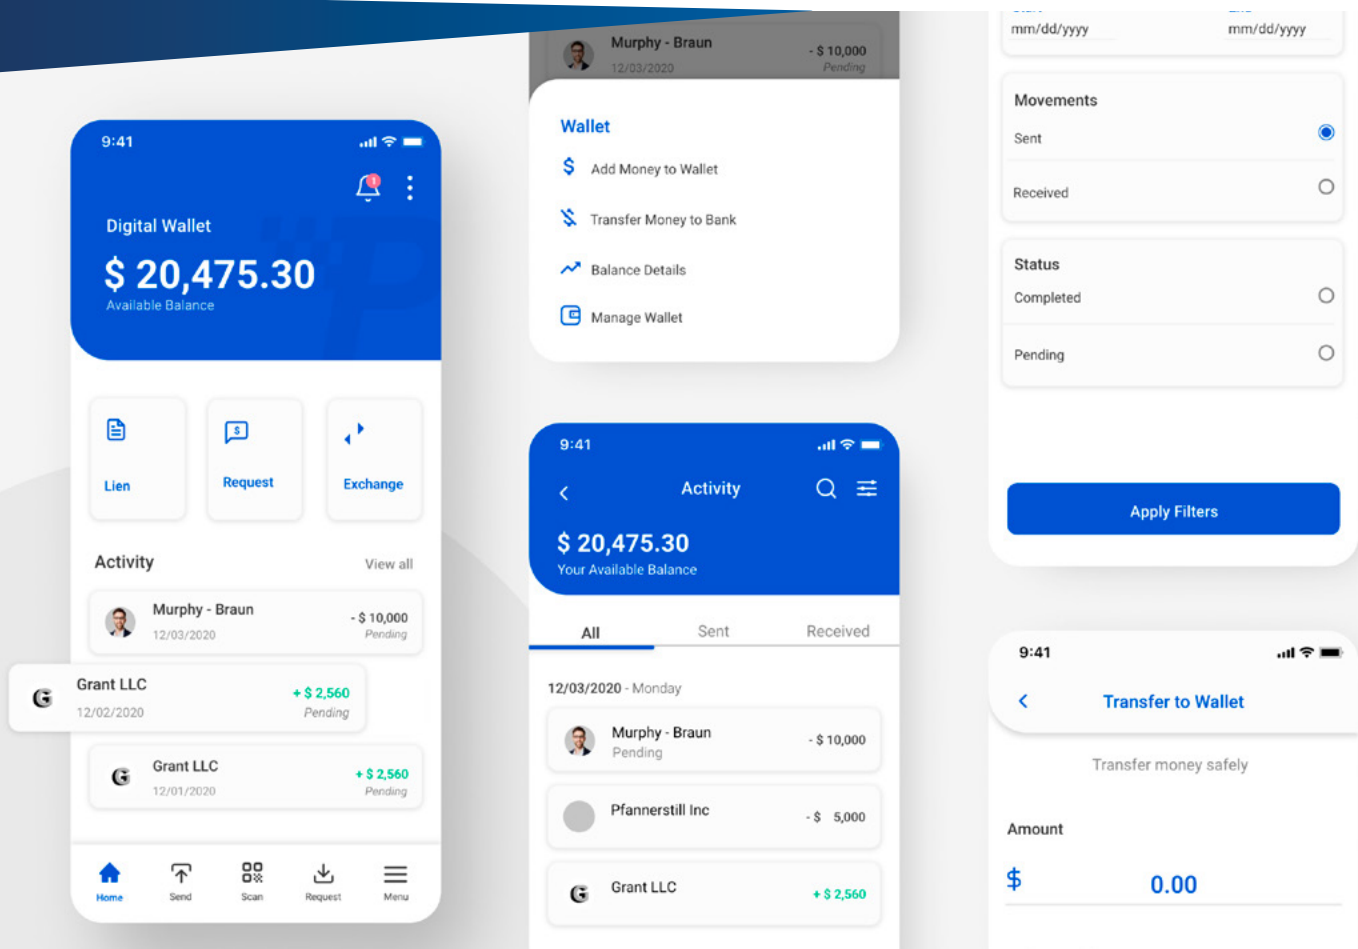 9:41
Digital Wallet
$ 20,475.30
Available Balance
Lien
Request
Exchange
Activity
View all
Murphy - Braun
- $ 10,000
12/03/2020
Pending
Grant LLC
+ $ 2,560
12/02/2020
Pending
Grant LLC
+ $ 2,560
12/01/2020
Pending
Home
Send
Scan
Request
Menu
Murphy - Braun
- $ 10,000
12/03/2020
Pending
Wallet
Add Money to Wallet
Transfer Money to Bank
Balance Details
Manage Wallet
9:41
Activity
$ 20,475.30
Your Available Balance
All
Sent
Received
12/03/2020 - Monday
Murphy - Braun
- $ 10,000
Pending
Pfannerstill Inc
- $ 5,000
Grant LLC
+ $ 2,560
mm/dd/yyyy
mm/dd/yyyy
Movements
Sent
Received
Status
Completed
Pending
Apply Filters
9:41
Transfer to Wallet
Transfer money safely
Amount
$ 0.00